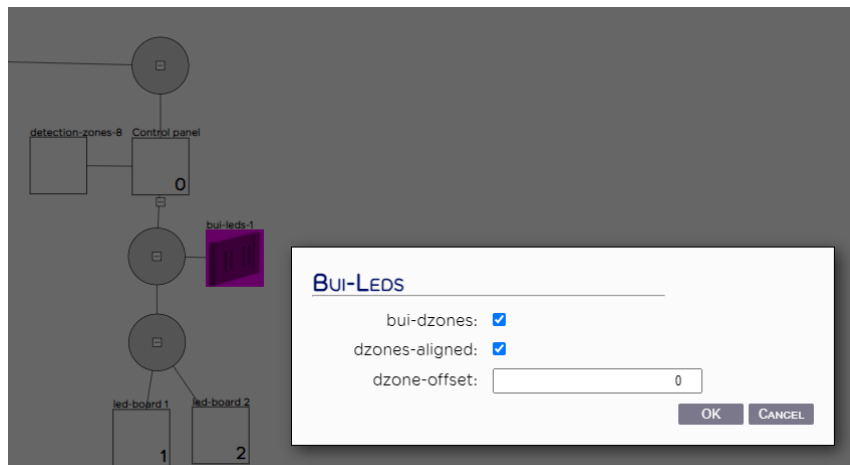 detection-zones-8 Control panel
0
bui-leds-1
Bui-Leds
bui-dzones:
dzones-aligned:
dzone-offset: 0
OK Cancel
led-board 1 led-board 2
1 2